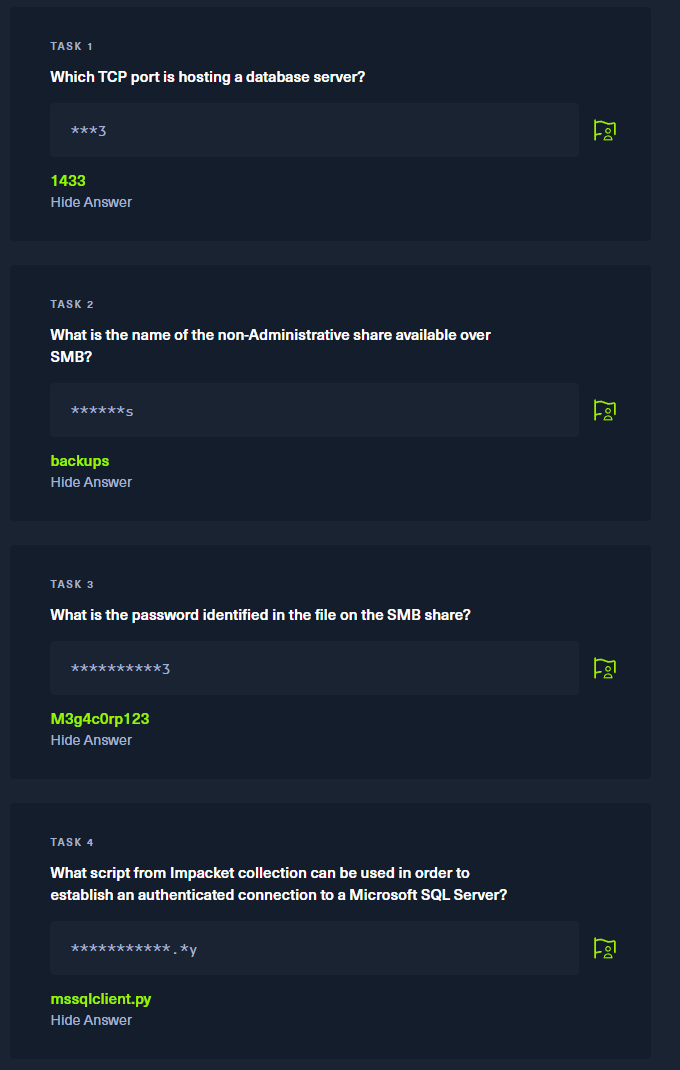 TASK 1
Which TCP port is hosting a database server?
***3
1433
Hide Answer
TASK 2
What is the name of the non-Administrative share available over
SMB?
******s
backups
Hide Answer
TASK 3
What is the password identified in the file on the SMB share?
**********3
M3g4c0rp123
Hide Answer
TASK 4
What script from Impacket collection can be used in order to
establish an authenticated connection to a Microsoft SQL Server?
***********.*y
mssqlclient.py
Hide Answer